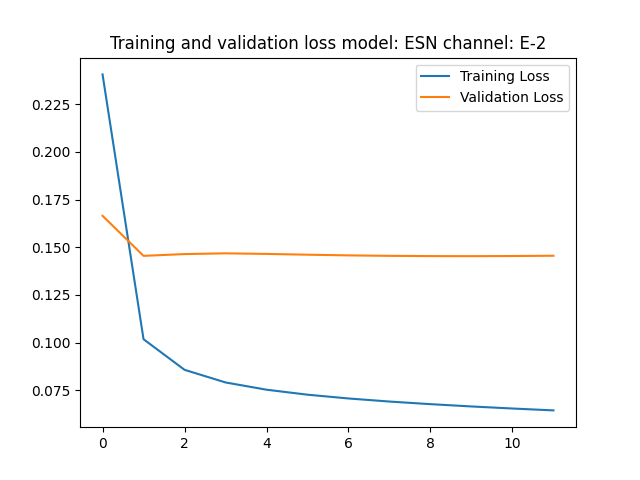 Training and validation loss model: ESN channel: E-2
Training Loss
Validation Loss
0.225
0.200
0.175
0.150
0.125
0.100
0.075
0 2 4 6 8 10